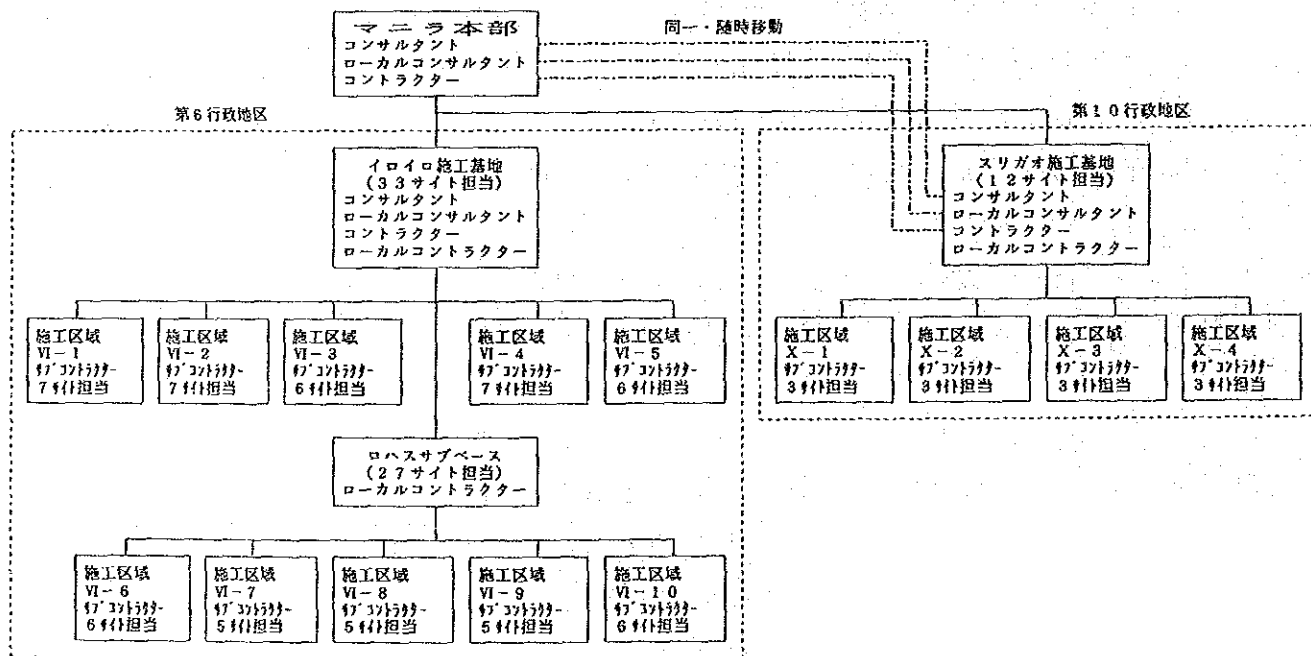 マニラ本部
コンサルタント
ローカルコンサルタント
コントラクター
同一・随時移動
第6行政地区
第10行政地区
イロイロ施工基地
(33サイト担当)
コンサルタント
ローカルコンサルタント
コントラクター
ローカルコントラクター
スリガオ施工基地
(12サイト担当)
コンサルタント
ローカルコンサルタント
コントラクター
ローカルコントラクター
施工区域
VI-1
サブコントラクター
7サイト担当
施工区域
VI-2
サブコントラクター
7サイト担当
施工区域
VI-3
サブコントラクター
6サイト担当
施工区域
VI-4
サブコントラクター
7サイト担当
施工区域
VI-5
サブコントラクター
6サイト担当
施工区域
X-1
サブコントラクター
3サイト担当
施工区域
X-2
サブコントラクター
3サイト担当
施工区域
X-3
サブコントラクター
3サイト担当
施工区域
X-4
サブコントラクター
3サイト担当
ロハスサブベース
(27サイト担当)
ローカルコントラクター
施工区域
VI-6
サブコントラクター
6サイト担当
施工区域
VI-7
サブコントラクター
5サイト担当
施工区域
VI-8
サブコントラクター
5サイト担当
施工区域
VI-9
サブコントラクター
5サイト担当
施工区域
VI-10
サブコントラクター
6サイト担当